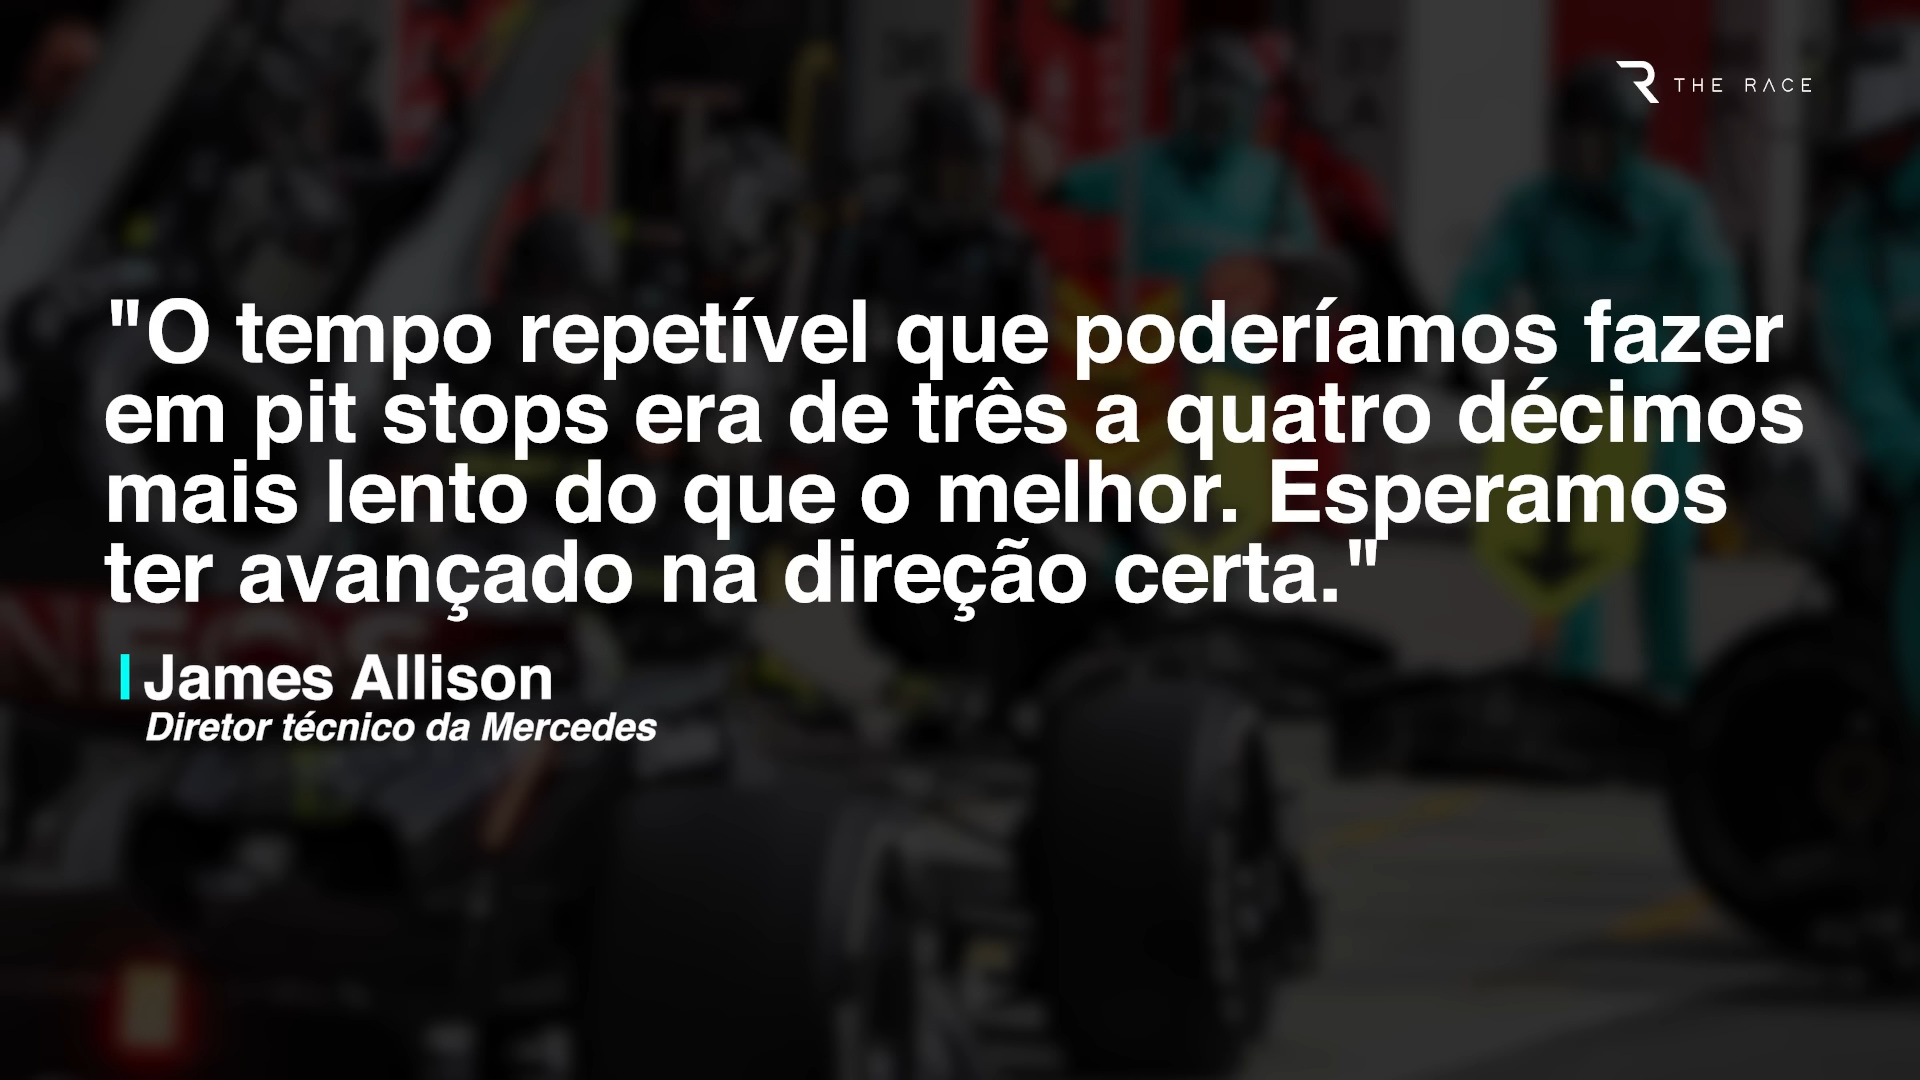 THE RACE
"O tempo repetível que poderíamos fazer
em pit stops era de três a quatro décimos
mais lento do que o melhor. Esperamos
ter avançado na direção certa."
James Allison
Diretor técnico da Mercedes